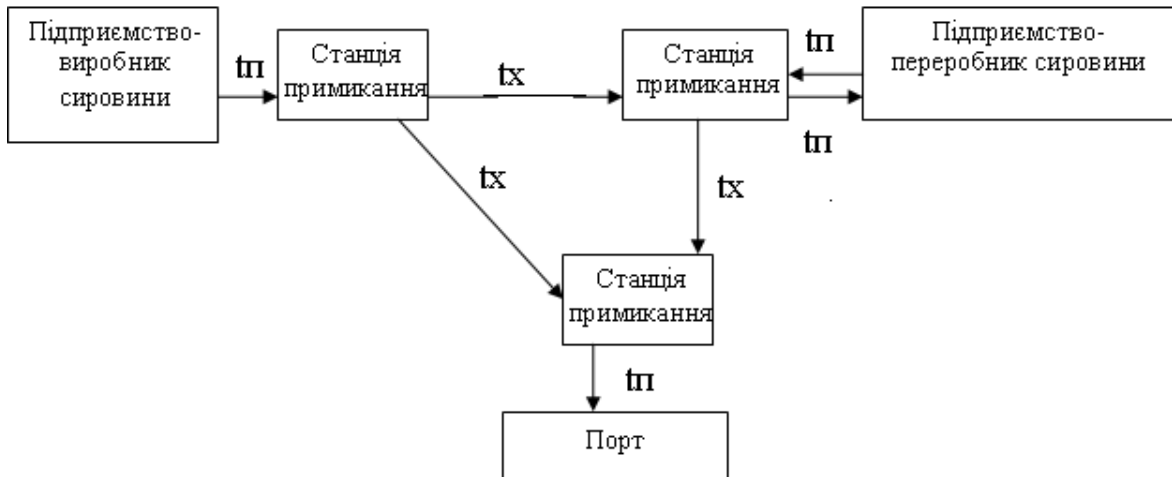 Підприємство-
виробник
сировини
tп
Станція
примикання
tх
Станція
примикання
tп
tп
Підприємство-
переробник сировини
tх
tх
Станція
примикання
tп
Порт